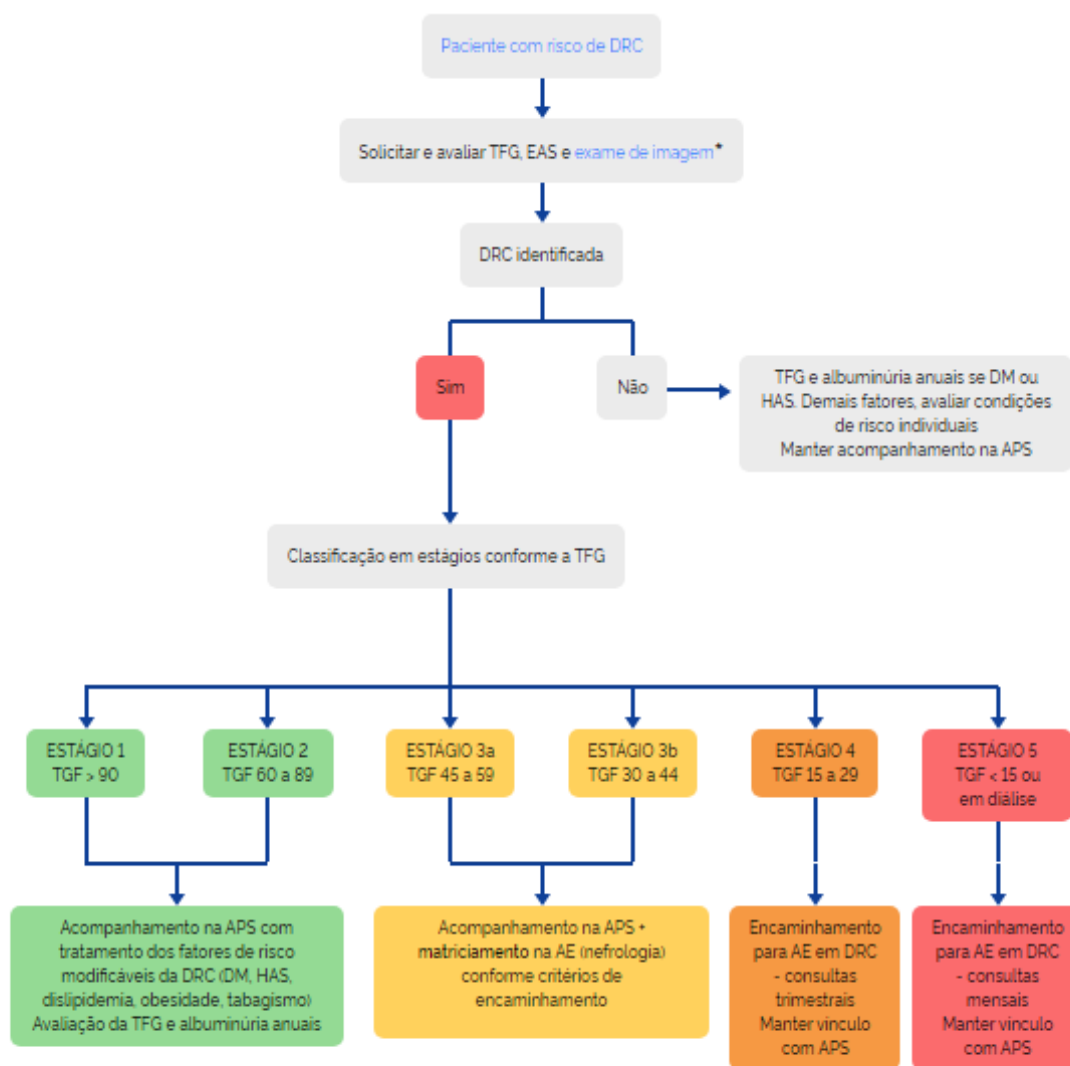 Paciente com risco de DRC
Solicitar e avaliar TFG, EAS e exame de imagem*
DRC identificada
Sim
Não
TFG e albuminúria anuais se DM ou
HAS. Demais fatores, avaliar condições
de risco individuais
Manter acompanhamento na APS
Classificação em estágios conforme a TFG
ESTÁGIO 1
TGF > 90
ESTÁGIO 2
TGF 60 a 89
ESTÁGIO 3a
TGF 45 a 59
ESTÁGIO 3b
TGF 30 a 44
ESTÁGIO 4
TGF 15 a 29
ESTÁGIO 5
TGF < 15 ou
em diálise
Acompanhamento na APS com
tratamento dos fatores de risco
modificáveis da DRC (DM, HAS,
dislipidemia, obesidade, tabagismo)
Avaliação da TFG e albuminúria anuais
Acompanhamento na APS +
matriciamento na AE (nefrologia)
conforme critérios de
encaminhamento
Encaminhamento
para AE em DRC
- consultas
trimestrais
Manter vínculo
com APS
Encaminhamento
para AE em DRC
- consultas
mensais
Manter vínculo
com APS